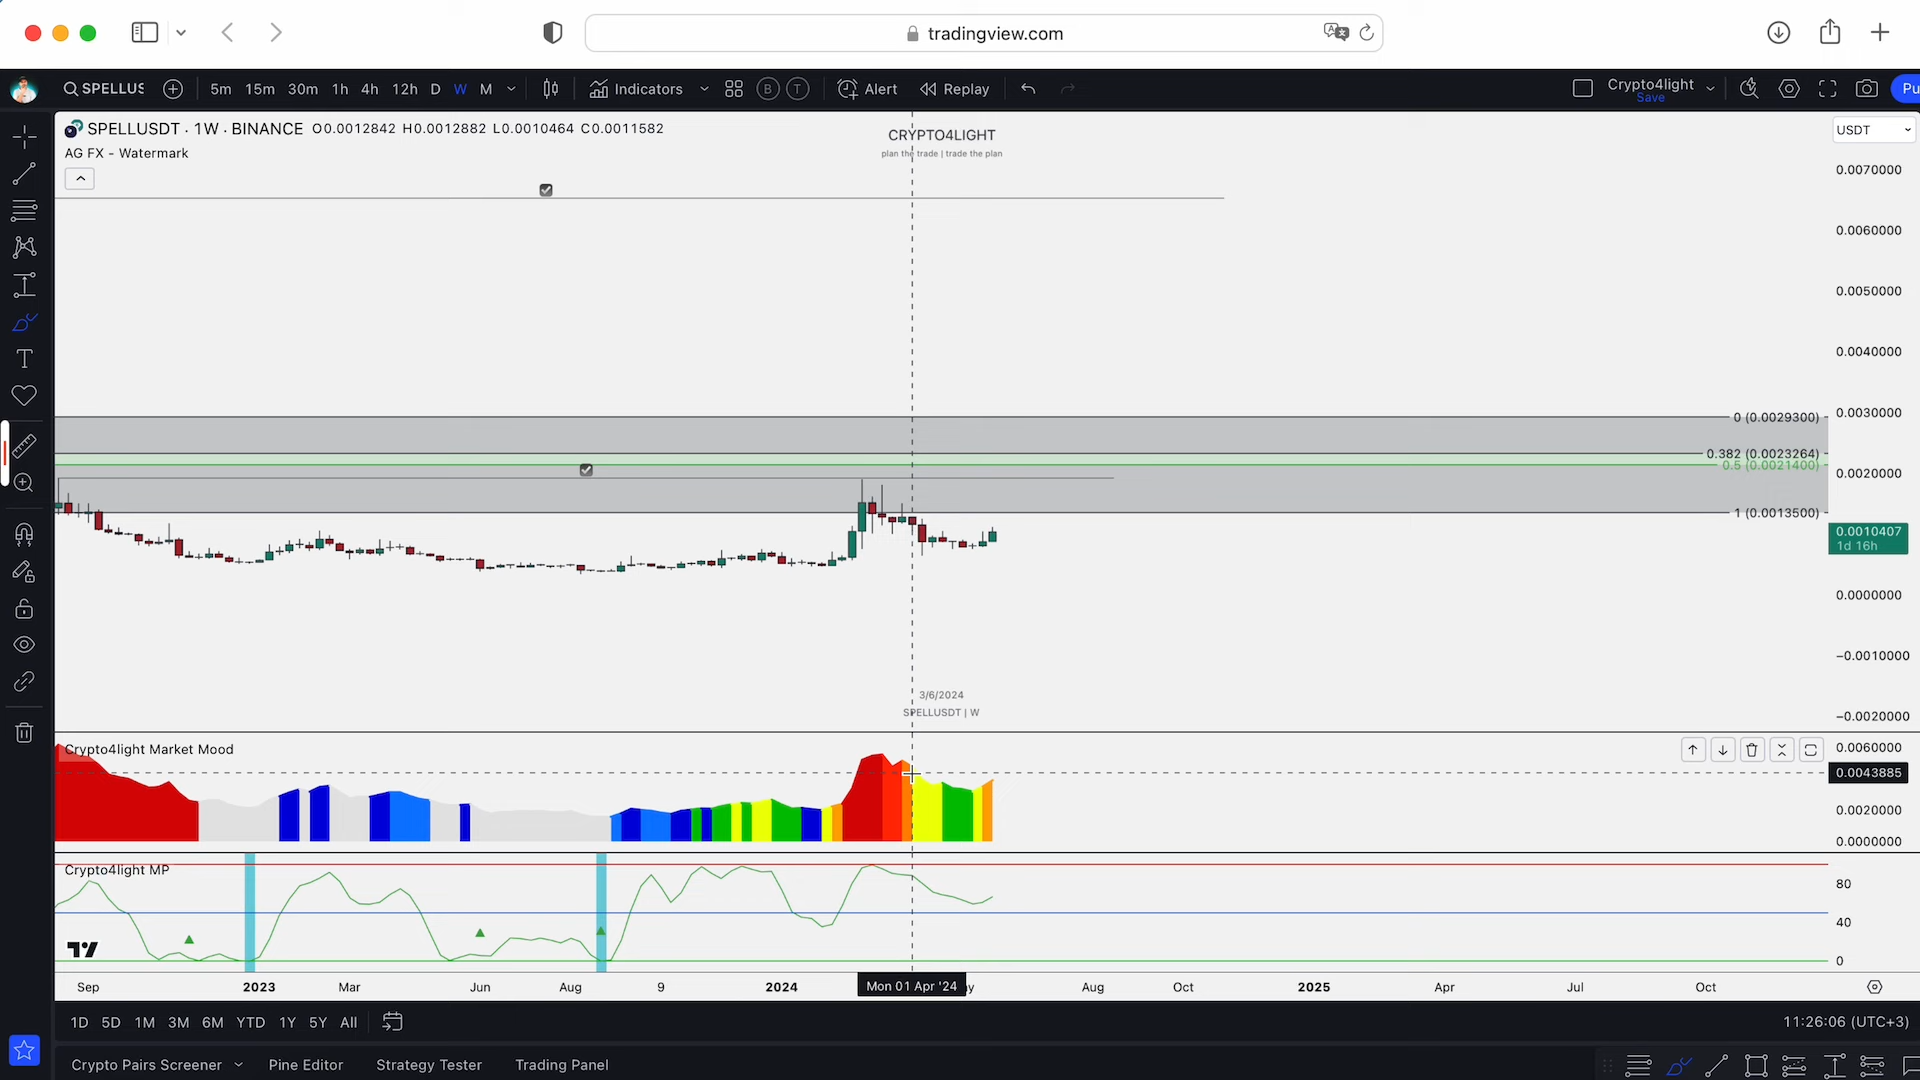 tradingview.com
SPELLUS
5m 15m 30m 1h 4h 12h D W M
Indicators
B T
Alert
Replay
Crypto4light
Save
Pu
SPELLUSDT · 1W · BINANCE O0.0012842 H0.0012882 L0.0010464 C0.0011582
AG FX - Watermark
CRYPTO4LIGHT
plan the trade | trade the plan
USDT
0.0070000
0.0060000
0.0050000
0.0040000
0.0030000
0 (0.0029300)
0.382 (0.0023264)
0.5 (0.0021400)
0.0020000
1 (0.0013500)
0.0010407
1d 16h
0.0000000
−0.0010000
−0.0020000
3/6/2024
SPELLUSDT | W
Crypto4light Market Mood
0.0060000
0.0043885
0.0020000
0.0000000
Crypto4light MP
80
40
0
Sep 2023 Mar Jun Aug 9 2024 Mon 01 Apr '24 Aug Oct 2025 Apr Jul Oct
1D 5D 1M 3M 6M YTD 1Y 5Y All
11:26:06 (UTC+3)
Crypto Pairs Screener
Pine Editor
Strategy Tester
Trading Panel